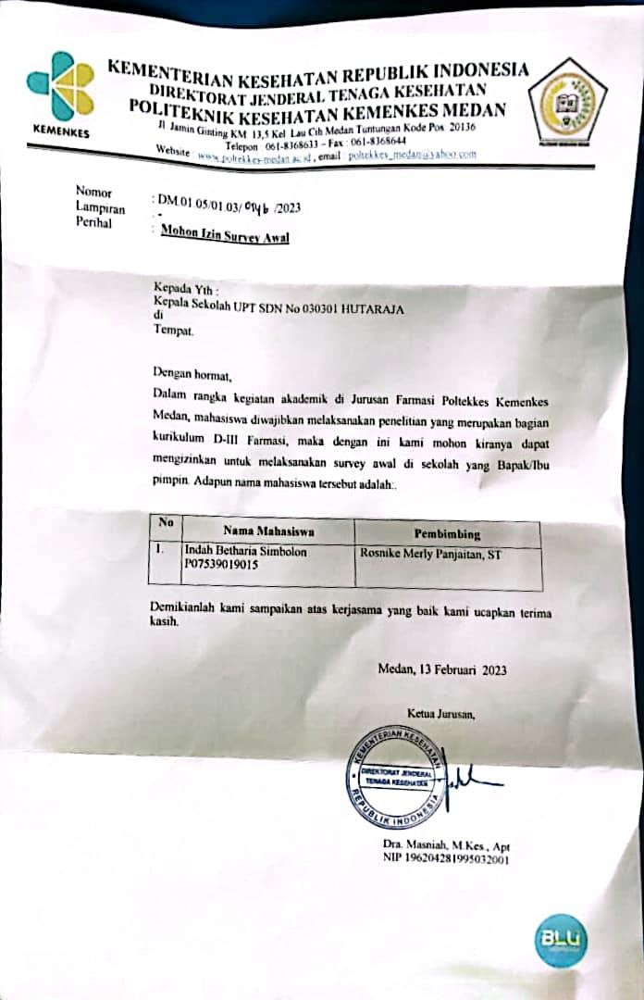 KEMENKES
KEMENTERIAN KESEHATAN REPUBLIK INDONESIA
DIREKTORAT JENDERAL TENAGA KESEHATAN
POLITEKNIK KESEHATAN KEMENKES MEDAN
Jl. Jamin Ginting KM. 13,5 Kel. Lau Cih Medan Tuntungan Kode Pos 20136
Telepon : 061-8368633 – Fax : 061-8368644
Website : www.poltekkes-medan.ac.id , email : poltekkes_medan@yahoo.com
POLTEKKES KEMENKES MEDAN
Nomor : DM.01.05/01.03/ 0146 /2023
Lampiran : -
Perihal : Mohon Izin Survey Awal
Kepada Yth :
Kepala Sekolah UPT SDN No 030301 HUTARAJA
di
Tempat.
Dengan hormat,
Dalam rangka kegiatan akademik di Jurusan Farmasi Poltekkes Kemenkes
Medan, mahasiswa diwajibkan melaksanakan penelitian yang merupakan bagian
kurikulum D-III Farmasi, maka dengan ini kami mohon kiranya dapat
mengizinkan untuk melaksanakan survey awal di sekolah yang Bapak/Ibu
pimpin. Adapun nama mahasiswa tersebut adalah:.
No Nama Mahasiswa Pembimbing
1. Indah Betharia Simbolon Rosnike Merly Panjaitan, ST
P07539019015
Demikianlah kami sampaikan atas kerjasama yang baik kami ucapkan terima
kasih.
Medan, 13 Februari 2023
Ketua Jurusan,
KEMENTERIAN KESEHATAN
DIREKTORAT JENDERAL
TENAGA KESEHATAN
REPUBLIK INDONESIA
Dra. Masniah, M.Kes., Apt
NIP 196204281995032001
BLU